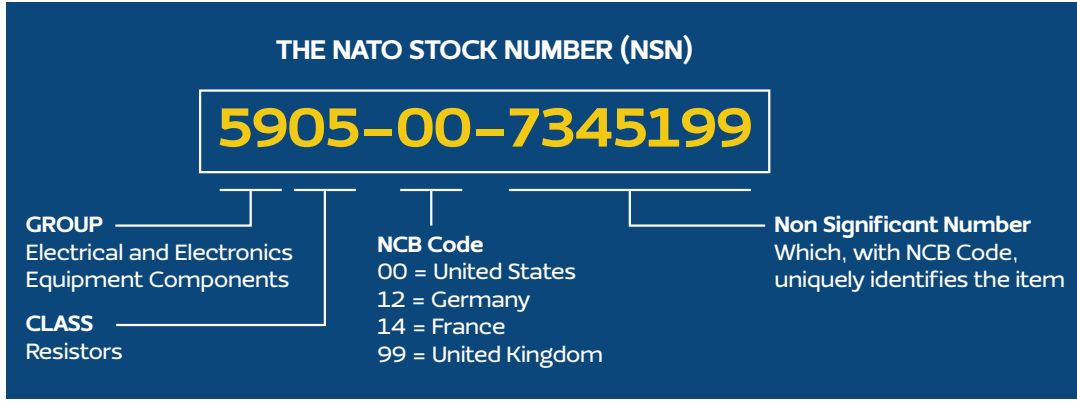 THE NATO STOCK NUMBER (NSN)
5905-00-7345199
GROUP
Electrical and Electronics
Equipment Components
CLASS
Resistors
NCB Code
00 = United States
12 = Germany
14 = France
99 = United Kingdom
Non Significant Number
Which, with NCB Code,
uniquely identifies the item